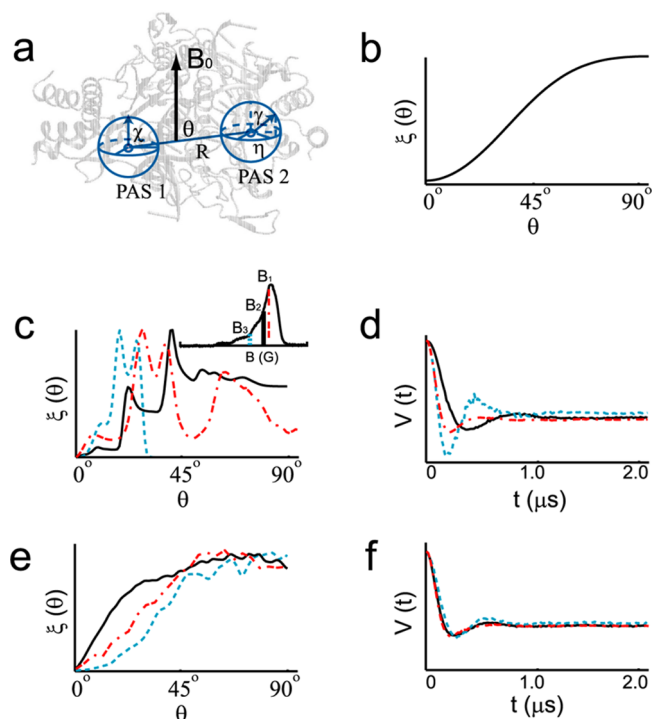 a
B₀
χ
θ
γ
R
η
PAS 1
PAS 2
b
ξ (θ)
0°
45°
90°
θ
c
ξ (θ)
B₁
B₂
B₃
B (G)
0°
45°
90°
θ
d
V (t)
0
1.0
2.0
t (μs)
e
ξ (θ)
0°
45°
90°
θ
f
V (t)
0
1.0
2.0
t (μs)